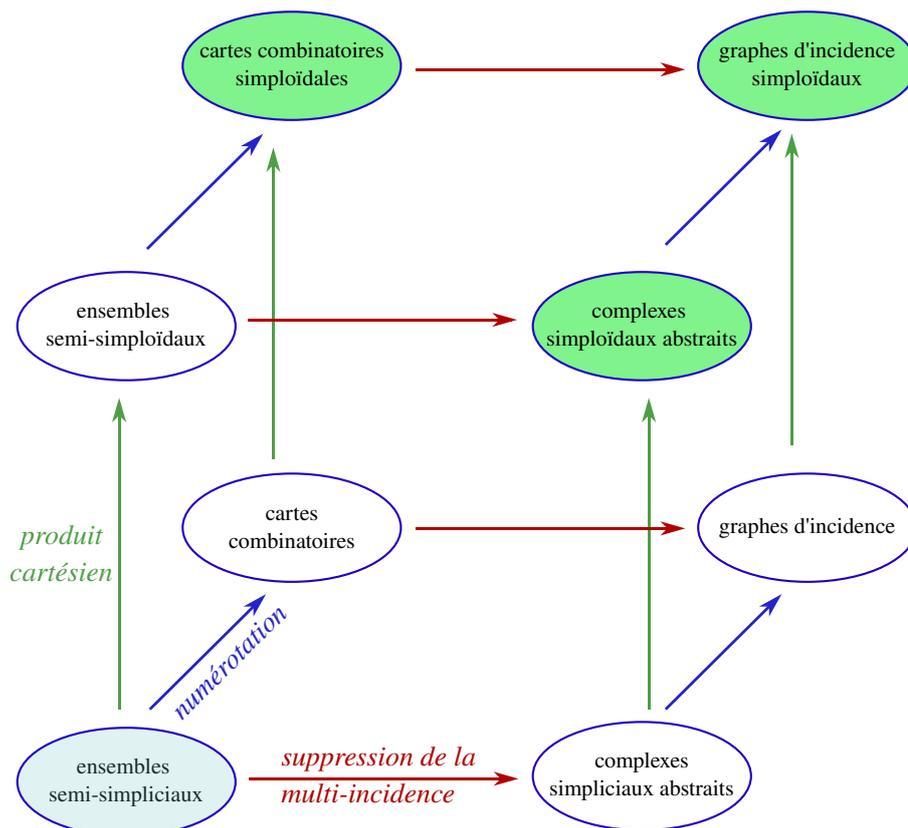 cartes combinatoires
simploïdales
graphes d'incidence
simploïdaux
ensembles
semi-simploïdaux
complexes
simploïdaux abstraits
cartes
combinatoires
graphes d'incidence
produit
cartésien
numérotation
ensembles
semi-simpliciaux
suppression de la
multi-incidence
complexes
simpliciaux abstraits